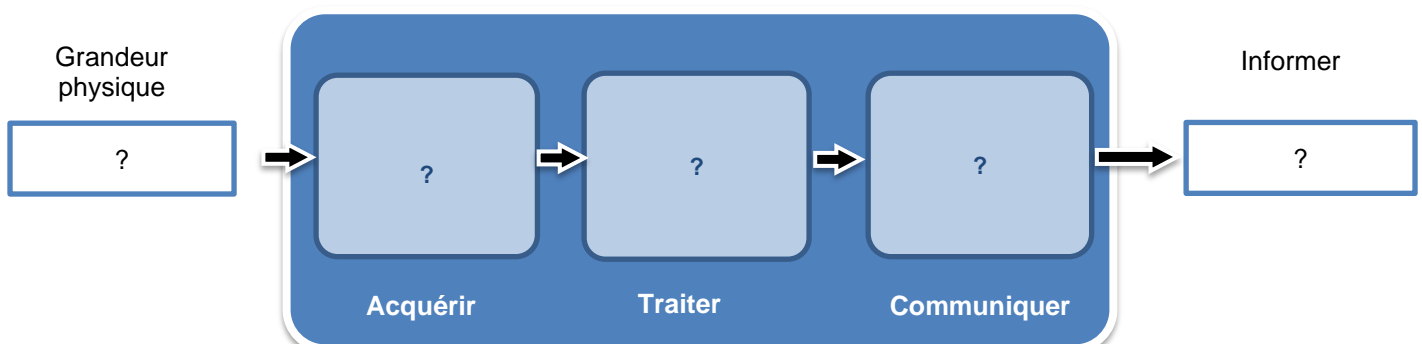 Grandeur
physique
Informer
?
?
?
?
?
Acquérir
Traiter
Communiquer